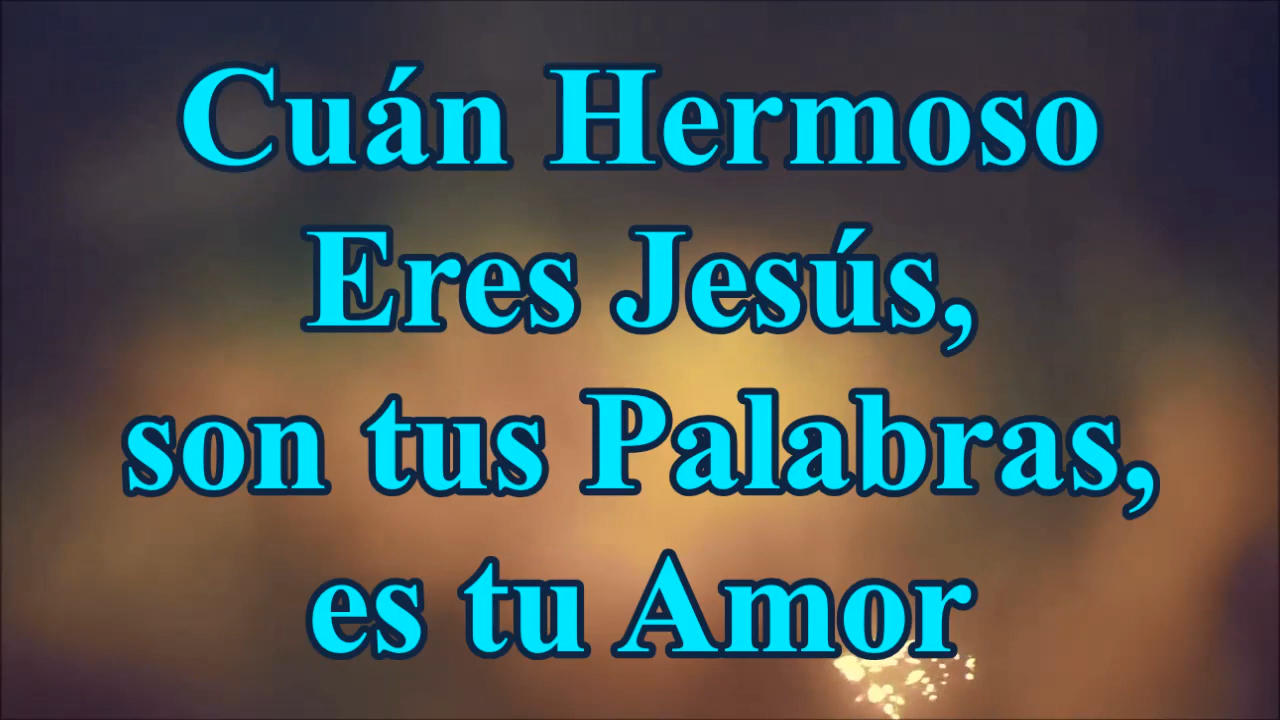 Cuán Hermoso
Eres Jesús,
son tus Palabras,
es tu Amor